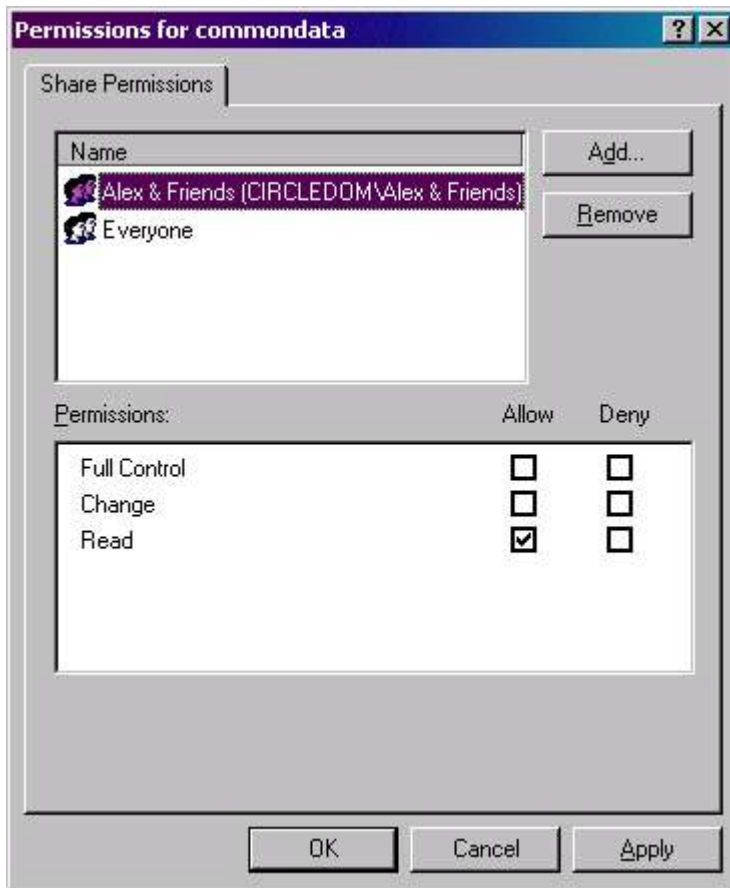 Permissions for commondata
Share Permissions
Name
Add...
Alex & Friends (CIRCLEDOM\Alex & Friends)
Remove
Everyone
Permissions: Allow Deny
Full Control
Change
Read
OK Cancel Apply